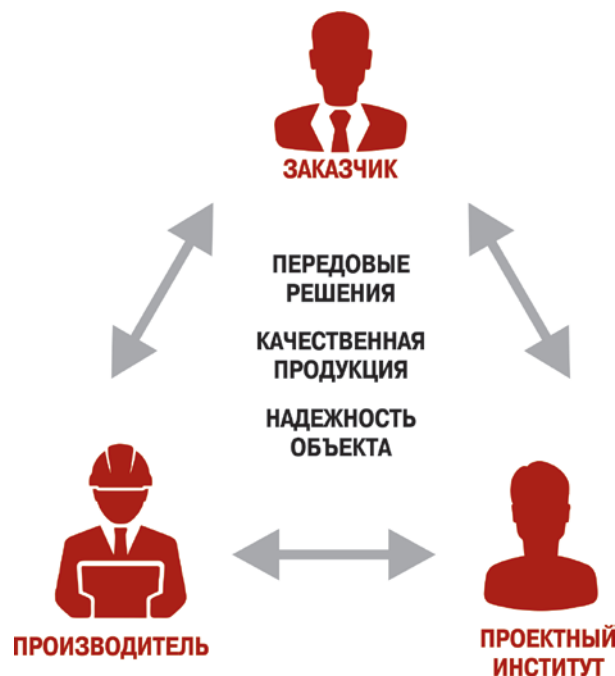 ЗАКАЗЧИК
ПЕРЕДОВЫЕ
РЕШЕНИЯ
КАЧЕСТВЕННАЯ
ПРОДУКЦИЯ
НАДЕЖНОСТЬ
ОБЪЕКТА
ПРОИЗВОДИТЕЛЬ
ПРОЕКТНЫЙ
ИНСТИТУТ